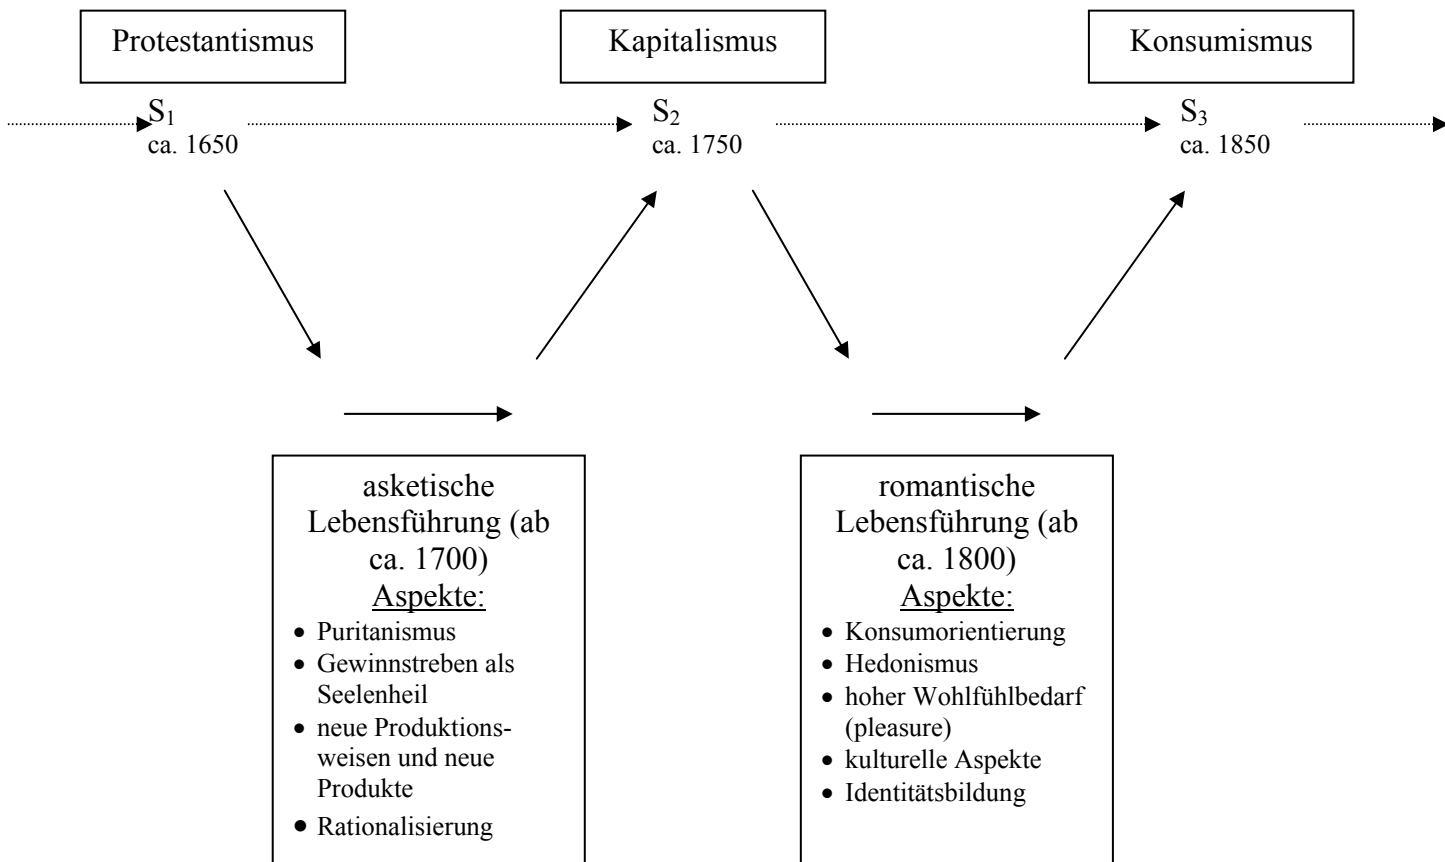 Protestantismus
Kapitalismus
Konsumismus
S₁
ca. 1650
S₂
ca. 1750
S₃
ca. 1850
asketische
Lebensführung (ab
ca. 1700)
Aspekte:
• Puritanismus
• Gewinnstreben als
Seelenheil
• neue Produktions-
weisen und neue
Produkte
• Rationalisierung
romantische
Lebensführung (ab
ca. 1800)
Aspekte:
• Konsumorientierung
• Hedonismus
• hoher Wohlfühlbedarf
(pleasure)
• kulturelle Aspekte
• Identitätsbildung